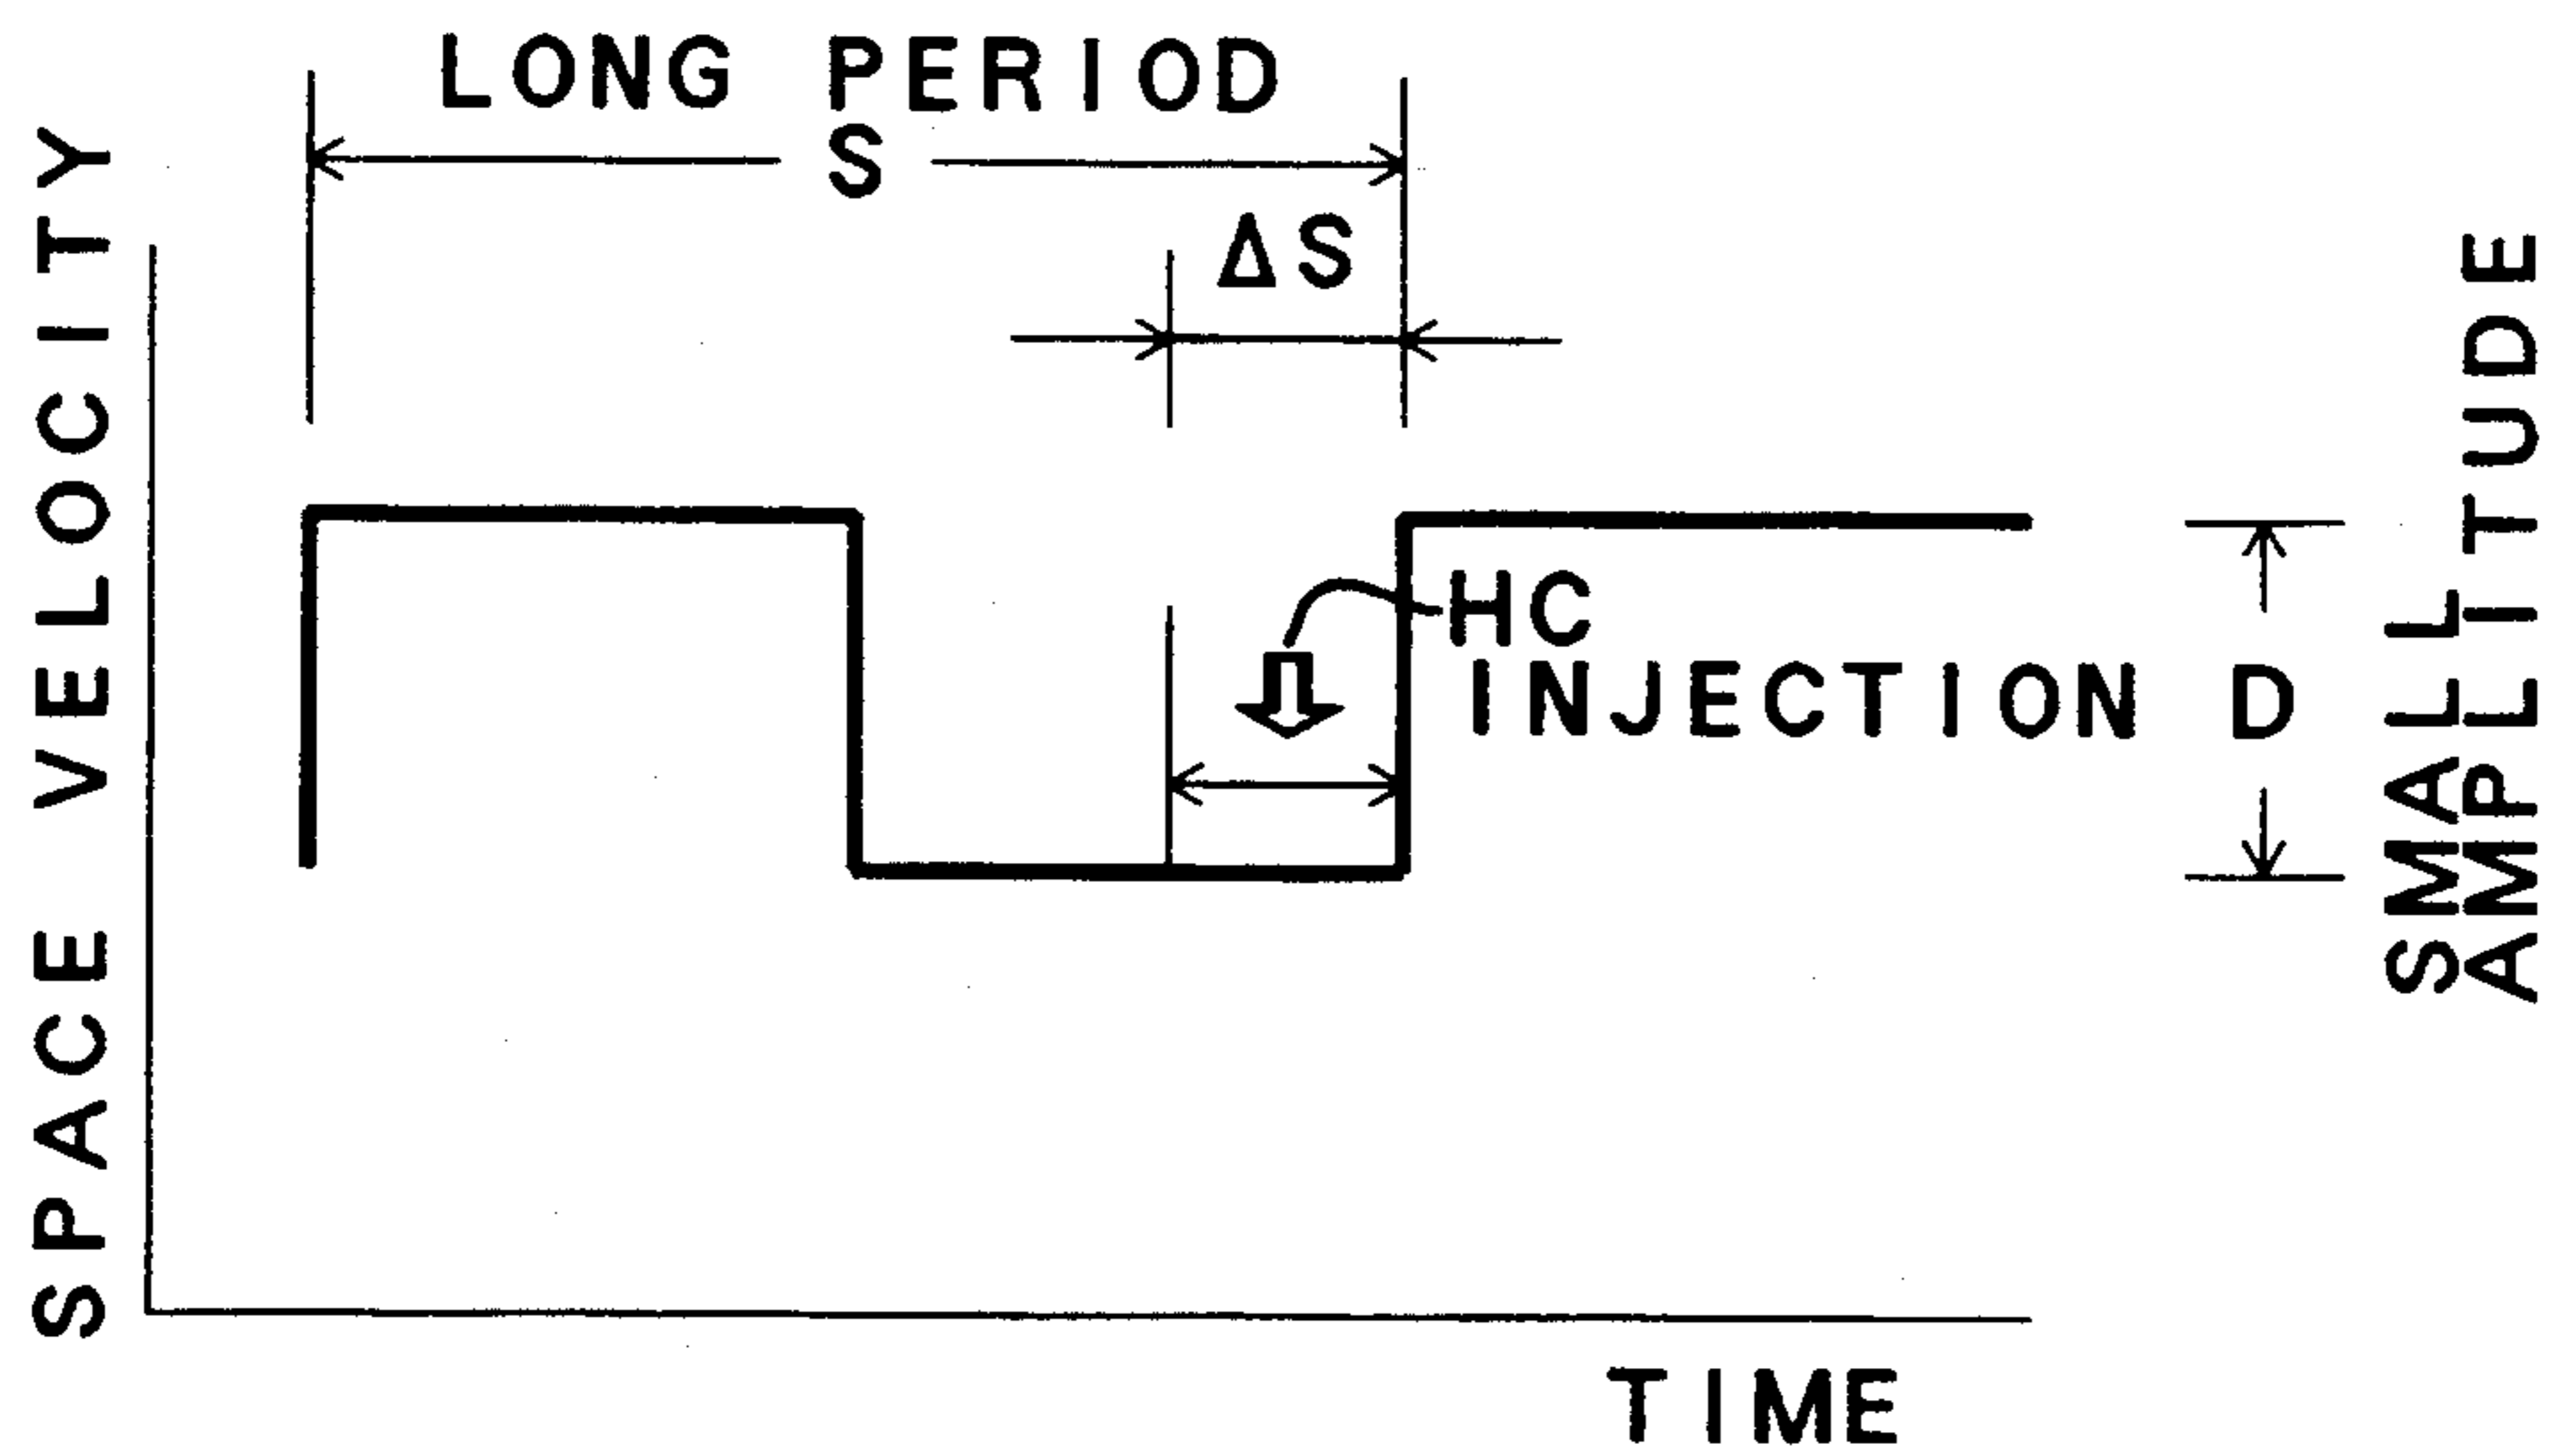 LONG PERIOD
S
ΔS
SPACE VELOCITY
HC
INJECTION
D
SMALL
AMPLITUDE
TIME